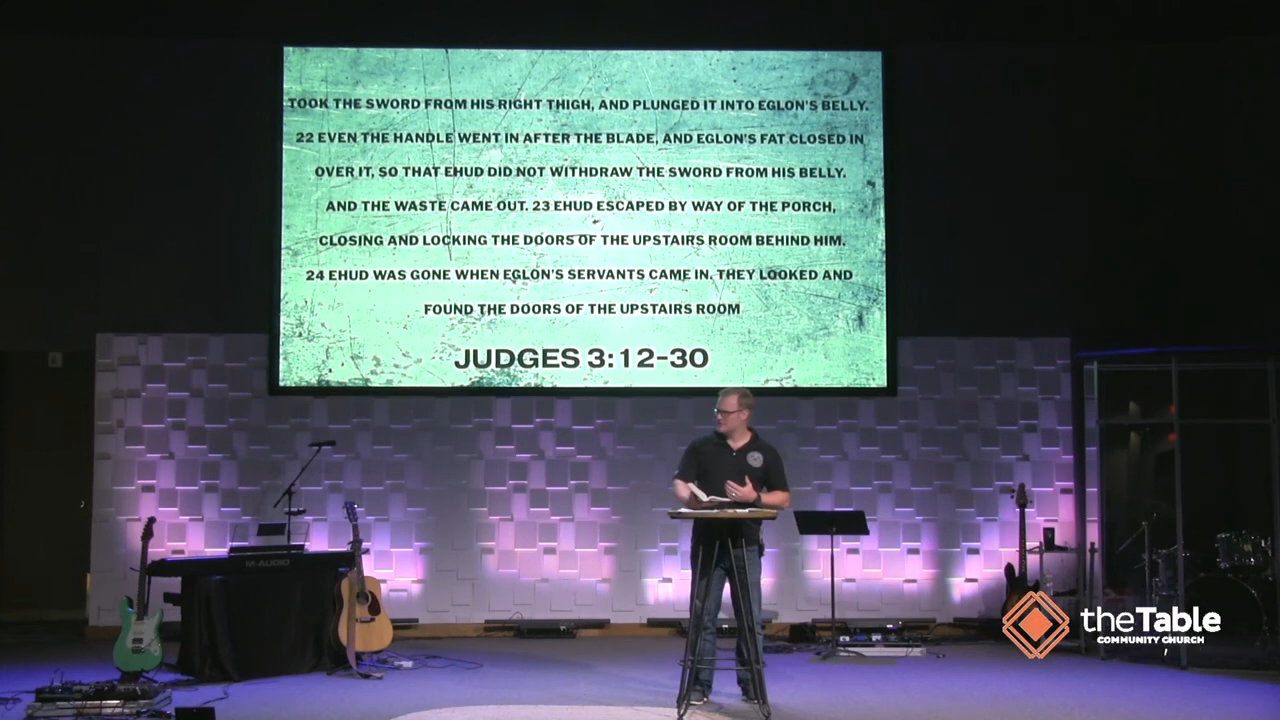 TOOK THE SWORD FROM HIS RIGHT THIGH, AND PLUNGED IT INTO EGLON'S BELLY.
22 EVEN THE HANDLE WENT IN AFTER THE BLADE, AND EGLON'S FAT CLOSED IN
OVER IT, SO THAT EHUD DID NOT WITHDRAW THE SWORD FROM HIS BELLY.
AND THE WASTE CAME OUT. 23 EHUD ESCAPED BY WAY OF THE PORCH,
CLOSING AND LOCKING THE DOORS OF THE UPSTAIRS ROOM BEHIND HIM.
24 EHUD WAS GONE WHEN EGLON'S SERVANTS CAME IN. THEY LOOKED AND
FOUND THE DOORS OF THE UPSTAIRS ROOM
JUDGES 3:12-30
M-AUDIO
theTable
COMMUNITY CHURCH